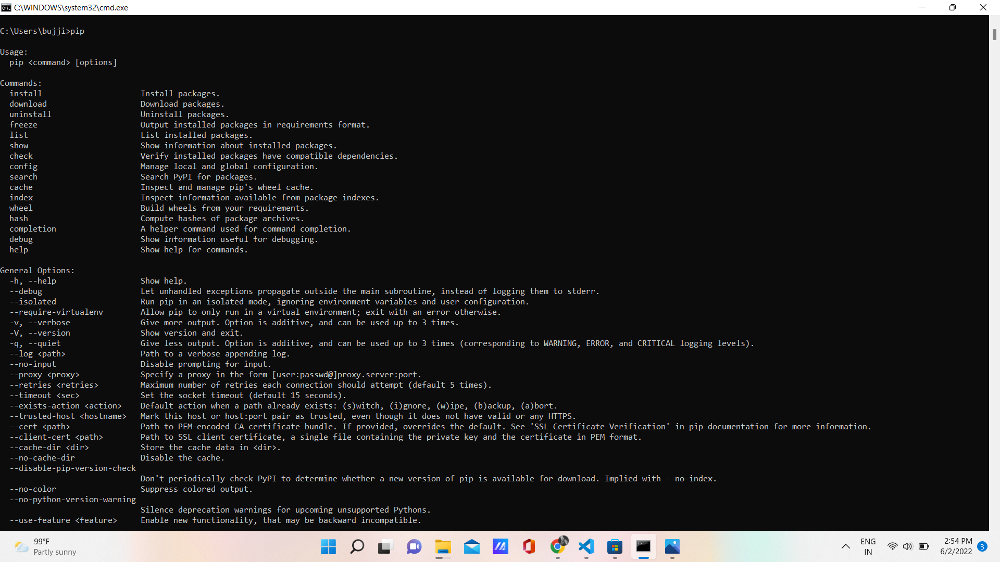 C:\WINDOWS\system32\cmd.exe
C:\Users\bujji>pip
Usage:
pip <command> [options]
Commands:
install Install packages.
download Download packages.
uninstall Uninstall packages.
freeze Output installed packages in requirements format.
list List installed packages.
show Show information about installed packages.
check Verify installed packages have compatible dependencies.
config Manage local and global configuration.
search Search PyPI for packages.
cache Inspect and manage pip's wheel cache.
index Inspect information available from package indexes.
wheel Build wheels from your requirements.
hash Compute hashes of package archives.
completion A helper command used for command completion.
debug Show information useful for debugging.
help Show help for commands.
General Options:
-h, --help Show help.
--debug Let unhandled exceptions propagate outside the main subroutine, instead of logging them to stderr.
--isolated Run pip in an isolated mode, ignoring environment variables and user configuration.
--require-virtualenv Allow pip to only run in a virtual environment; exit with an error otherwise.
-v, --verbose Give more output. Option is additive, and can be used up to 3 times.
-V, --version Show version and exit.
-q, --quiet Give less output. Option is additive, and can be used up to 3 times (corresponding to WARNING, ERROR, and CRITICAL logging levels).
--log <path> Path to a verbose appending log.
--no-input Disable prompting for input.
--proxy <proxy> Specify a proxy in the form [user:passwd@]proxy.server:port.
--retries <retries> Maximum number of retries each connection should attempt (default 5 times).
--timeout <sec> Set the socket timeout (default 15 seconds).
--exists-action <action> Default action when a path already exists: (s)witch, (i)gnore, (w)ipe, (b)ackup, (a)bort.
--trusted-host <hostname> Mark this host or host:port pair as trusted, even though it does not have valid or any HTTPS.
--cert <path> Path to PEM-encoded CA certificate bundle. If provided, overrides the default. See 'SSL Certificate Verification' in pip documentation for more information.
--client-cert <path> Path to SSL client certificate, a single file containing the private key and the certificate in PEM format.
--cache-dir <dir> Store the cache data in <dir>.
--no-cache-dir Disable the cache.
--disable-pip-version-check
Don't periodically check PyPI to determine whether a new version of pip is available for download. Implied with --no-index.
--no-color Suppress colored output.
--no-python-version-warning
Silence deprecation warnings for upcoming unsupported Pythons.
--use-feature <feature> Enable new functionality, that may be backward incompatible.
99°F
Partly sunny
ENG
IN
2:54 PM
6/2/2022
3